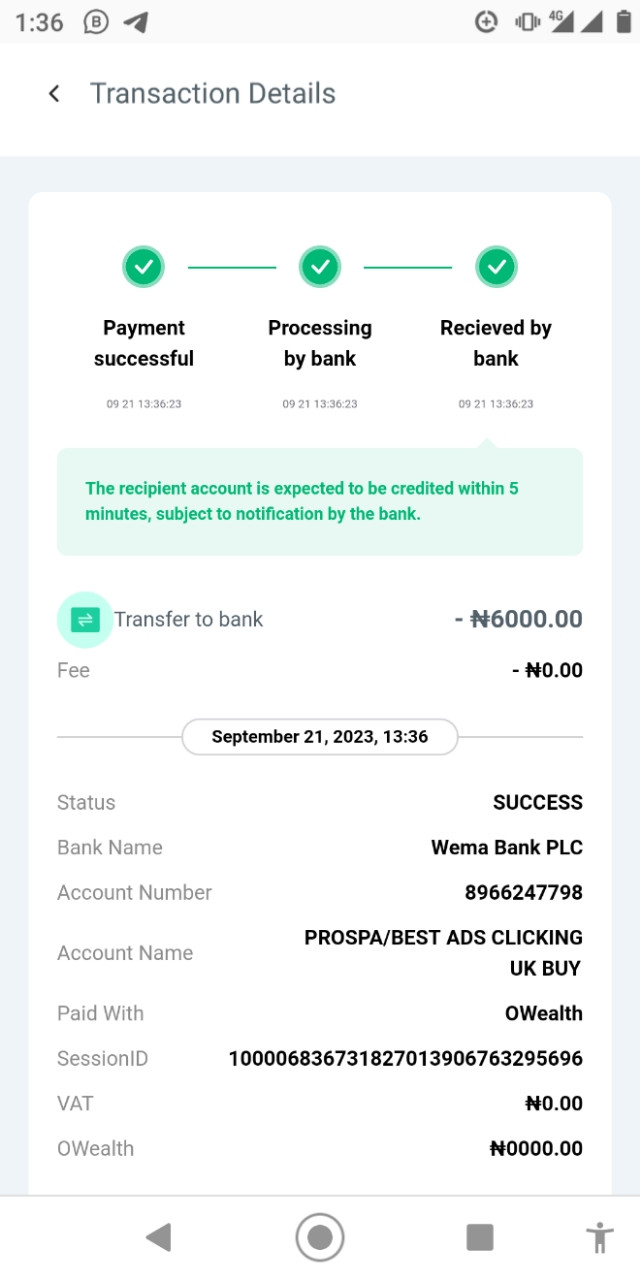 1:36
B
4G
Transaction Details
Payment
successful
Processing
by bank
Recieved by
bank
09 21 13:36:23
09 21 13:36:23
09 21 13:36:23
The recipient account is expected to be credited within 5
minutes, subject to notification by the bank.
Transfer to bank - ₦6000.00
Fee - ₦0.00
September 21, 2023, 13:36
Status SUCCESS
Bank Name Wema Bank PLC
Account Number 8966247798
Account Name PROSPA/BEST ADS CLICKING
UK BUY
Paid With OWealth
SessionID 100006836731827013906763295696
VAT ₦0.00
OWealth ₦0000.00